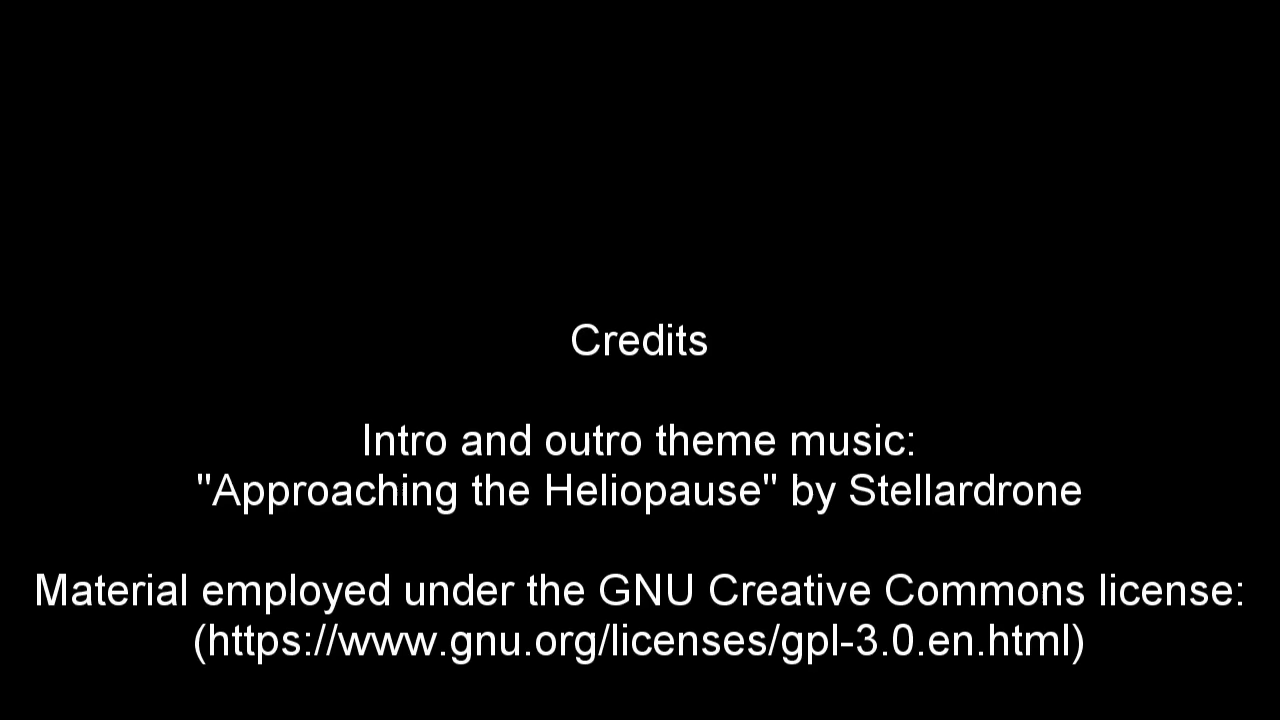 Credits
Intro and outro theme music:
"Approaching the Heliopause" by Stellardrone
Material employed under the GNU Creative Commons license:
(https://www.gnu.org/licenses/gpl-3.0.en.html)